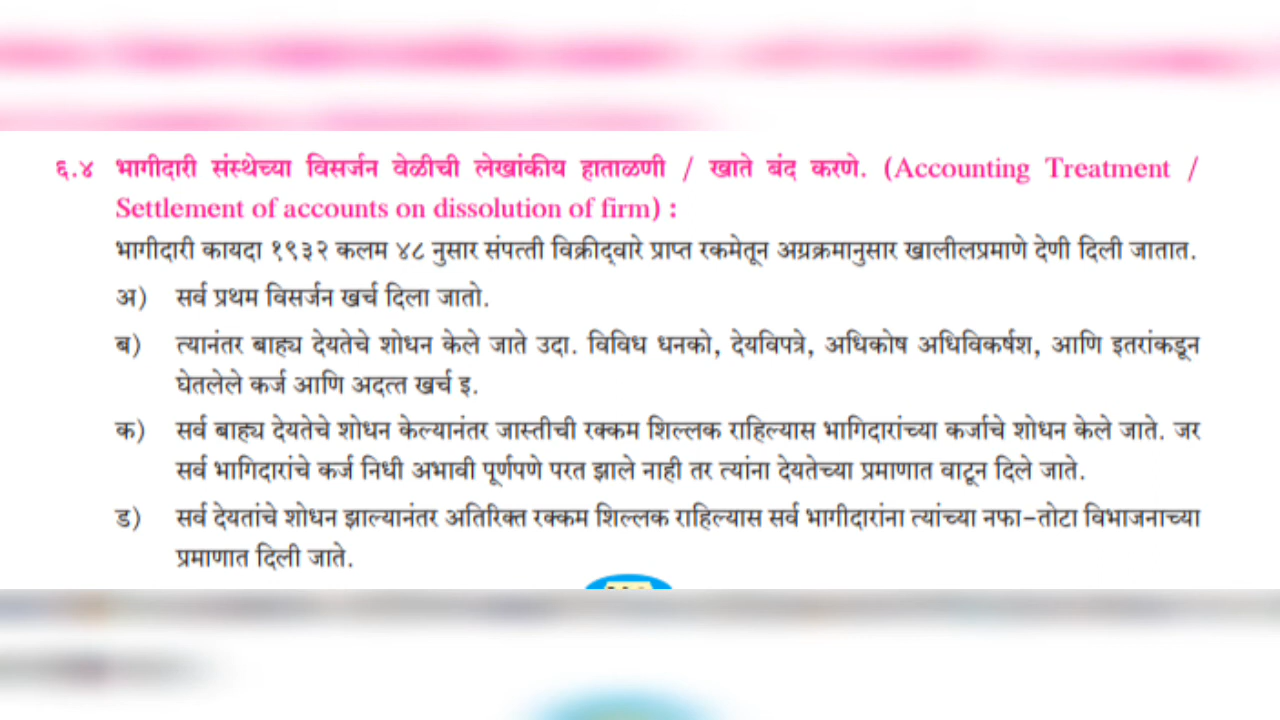 ६.४ भागीदारी संस्थेच्या विसर्जन वेळीची लेखांकीय हाताळणी / खाते बंद करणे. (Accounting Treatment /
Settlement of accounts on dissolution of firm) :
भागीदारी कायदा १९३२ कलम ४८ नुसार संपत्ती विक्रीद्वारे प्राप्त रकमेतून अग्रक्रमानुसार खालीलप्रमाणे देणी दिली जातात.
अ) सर्व प्रथम विसर्जन खर्च दिला जातो.
ब) त्यानंतर बाह्य देयतेचे शोधन केले जाते उदा. विविध धनको, देयविपत्रे, अधिकोष अधिविकर्षश, आणि इतरांकडून
घेतलेले कर्ज आणि अदत्त खर्च इ.
क) सर्व बाह्य देयतेचे शोधन केल्यानंतर जास्तीची रक्कम शिल्लक राहिल्यास भागिदारांच्या कर्जाचे शोधन केले जाते. जर
सर्व भागिदारांचे कर्ज निधी अभावी पूर्णपणे परत झाले नाही तर त्यांना देयतेच्या प्रमाणात वाटून दिले जाते.
ड) सर्व देयतांचे शोधन झाल्यानंतर अतिरिक्त रक्कम शिल्लक राहिल्यास सर्व भागीदारांना त्यांच्या नफा-तोटा विभाजनाच्या
प्रमाणात दिली जाते.